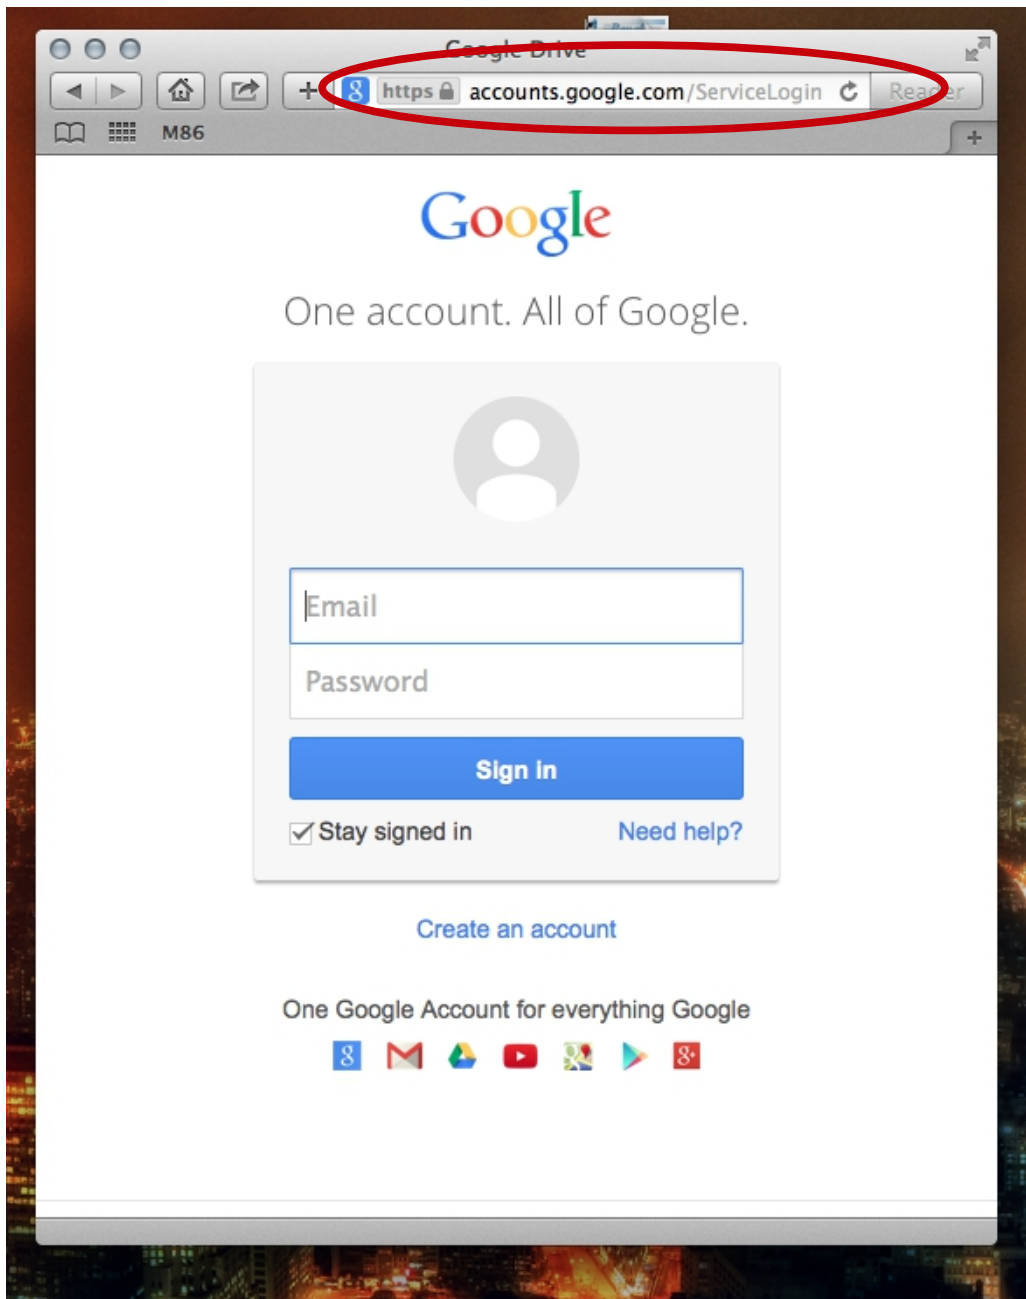 Google Drive
https accounts.google.com/ServiceLogin Reader
M86
Google
One account. All of Google.
Email
Password
Sign in
Stay signed in Need help?
Create an account
One Google Account for everything Google